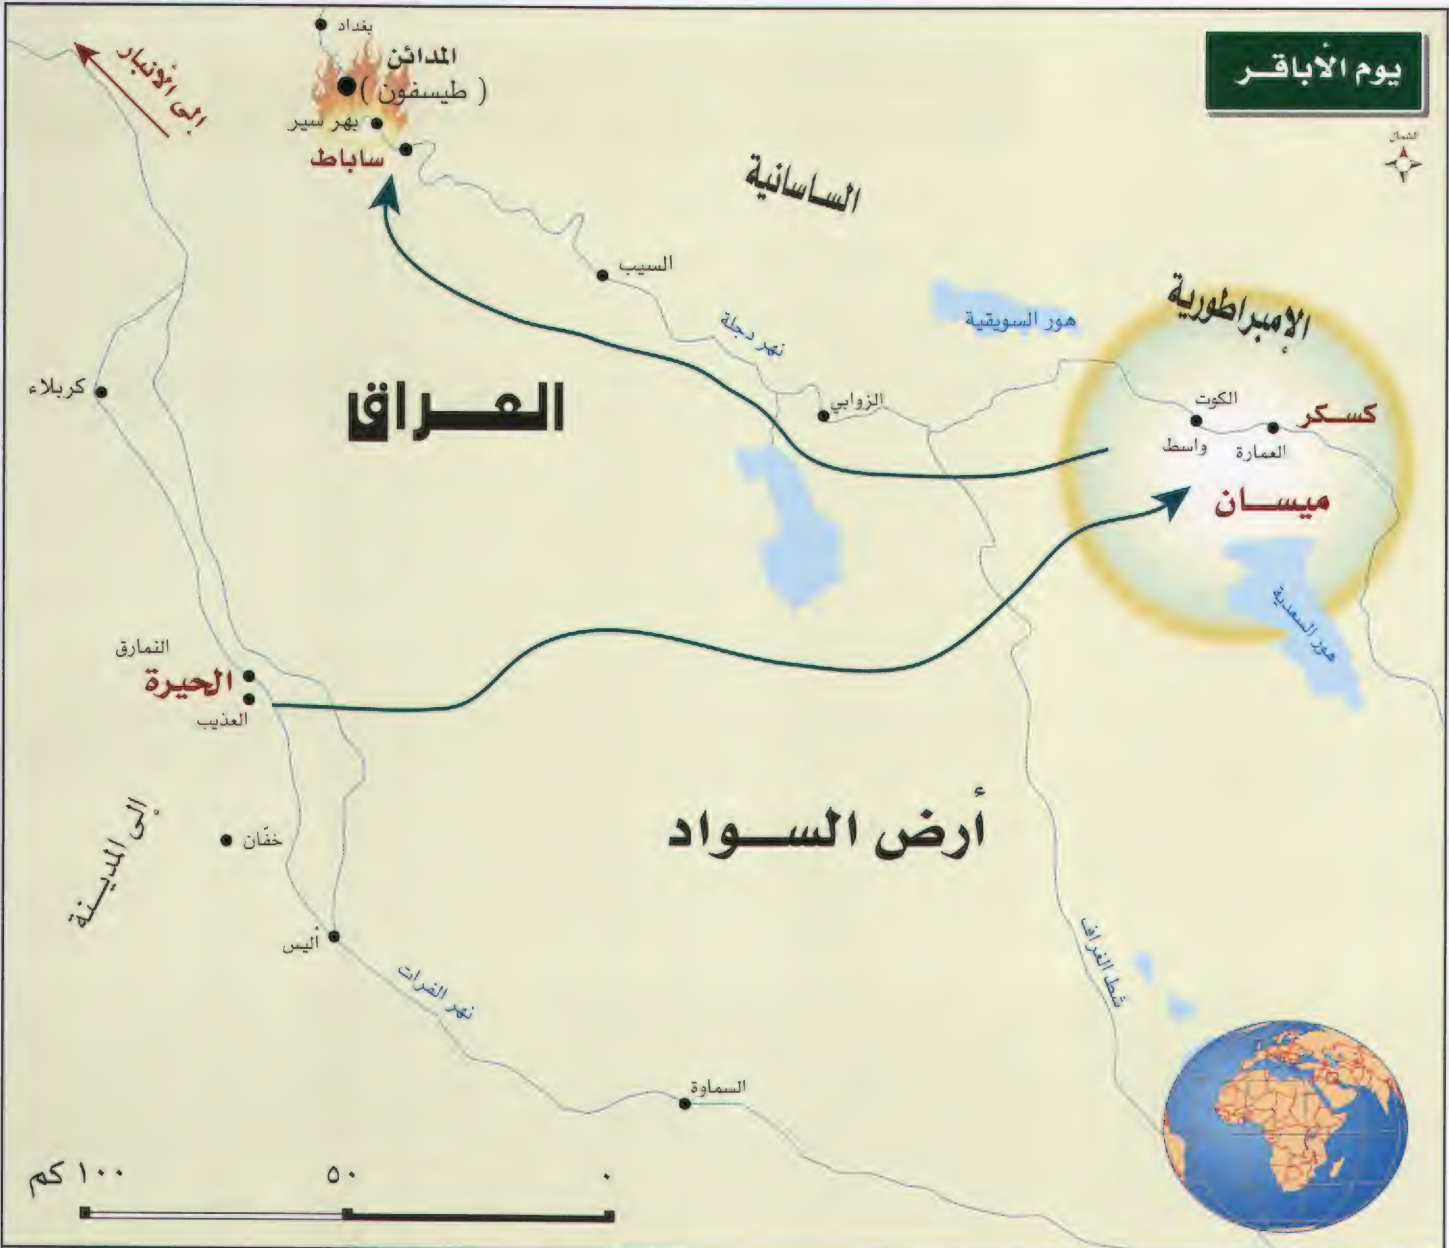 يوم الأباقر
الشمال
بغداد
المدائن
( طيسفون )
بهر سير
ساباط
إلى الأنبار
الساسانية
الإمبراطورية
السيب
نهر دجلة
هور السويقية
كربلاء
العراق
الزوابي
الكوت
واسط
العمارة
كسكر
ميسان
هور السعدية
النمارق
الحيرة
العذيب
إلى المدينة
خفّان
أرض السواد
أليس
نهر الفرات
شط الغراف
السماوة
٠
٥٠
١٠٠ كم